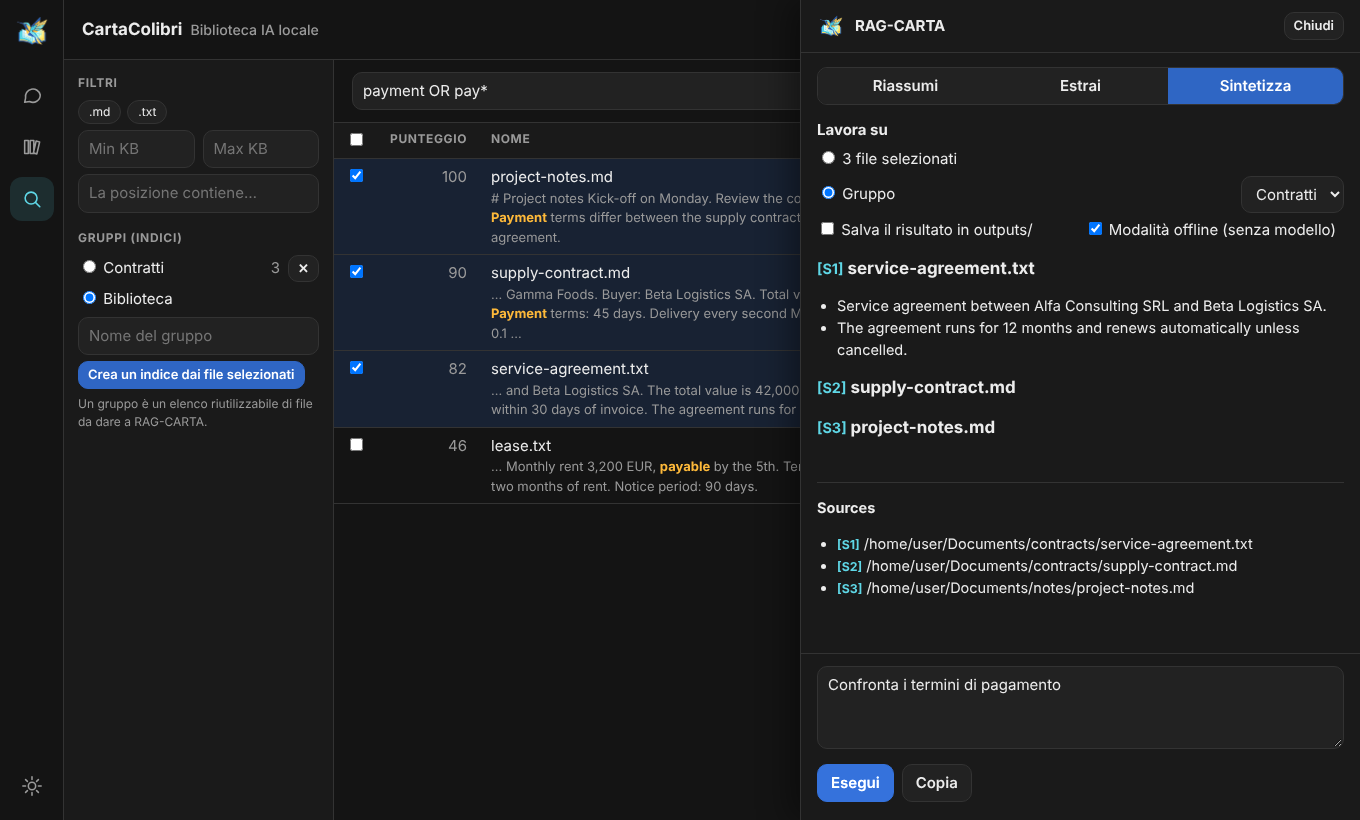 CartaColibri Biblioteca IA locale
FILTRI
.md .txt
Min KB Max KB
La posizione contiene...
GRUPPI (INDICI)
Contratti 3 ×
Biblioteca
Nome del gruppo
Crea un indice dai file selezionati
Un gruppo è un elenco riutilizzabile di file
da dare a RAG-CARTA.
payment OR pay*
PUNTEGGIO NOME
100 project-notes.md
# Project notes Kick-off on Monday. Review the co
Payment terms differ between the supply contract
agreement.
90 supply-contract.md
... Gamma Foods. Buyer: Beta Logistics SA. Total v
Payment terms: 45 days. Delivery every second M
0.1 ...
82 service-agreement.txt
... and Beta Logistics SA. The total value is 42,000
within 30 days of invoice. The agreement runs for
46 lease.txt
... Monthly rent 3,200 EUR, payable by the 5th. Te
two months of rent. Notice period: 90 days.
RAG-CARTA Chiudi
Riassumi Estrai Sintetizza
Lavora su
3 file selezionati
Gruppo Contratti
Salva il risultato in outputs/ Modalità offline (senza modello)
[S1] service-agreement.txt
• Service agreement between Alfa Consulting SRL and Beta Logistics SA.
• The agreement runs for 12 months and renews automatically unless
cancelled.
[S2] supply-contract.md
[S3] project-notes.md
Sources
• [S1] /home/user/Documents/contracts/service-agreement.txt
• [S2] /home/user/Documents/contracts/supply-contract.md
• [S3] /home/user/Documents/notes/project-notes.md
Confronta i termini di pagamento
Esegui Copia